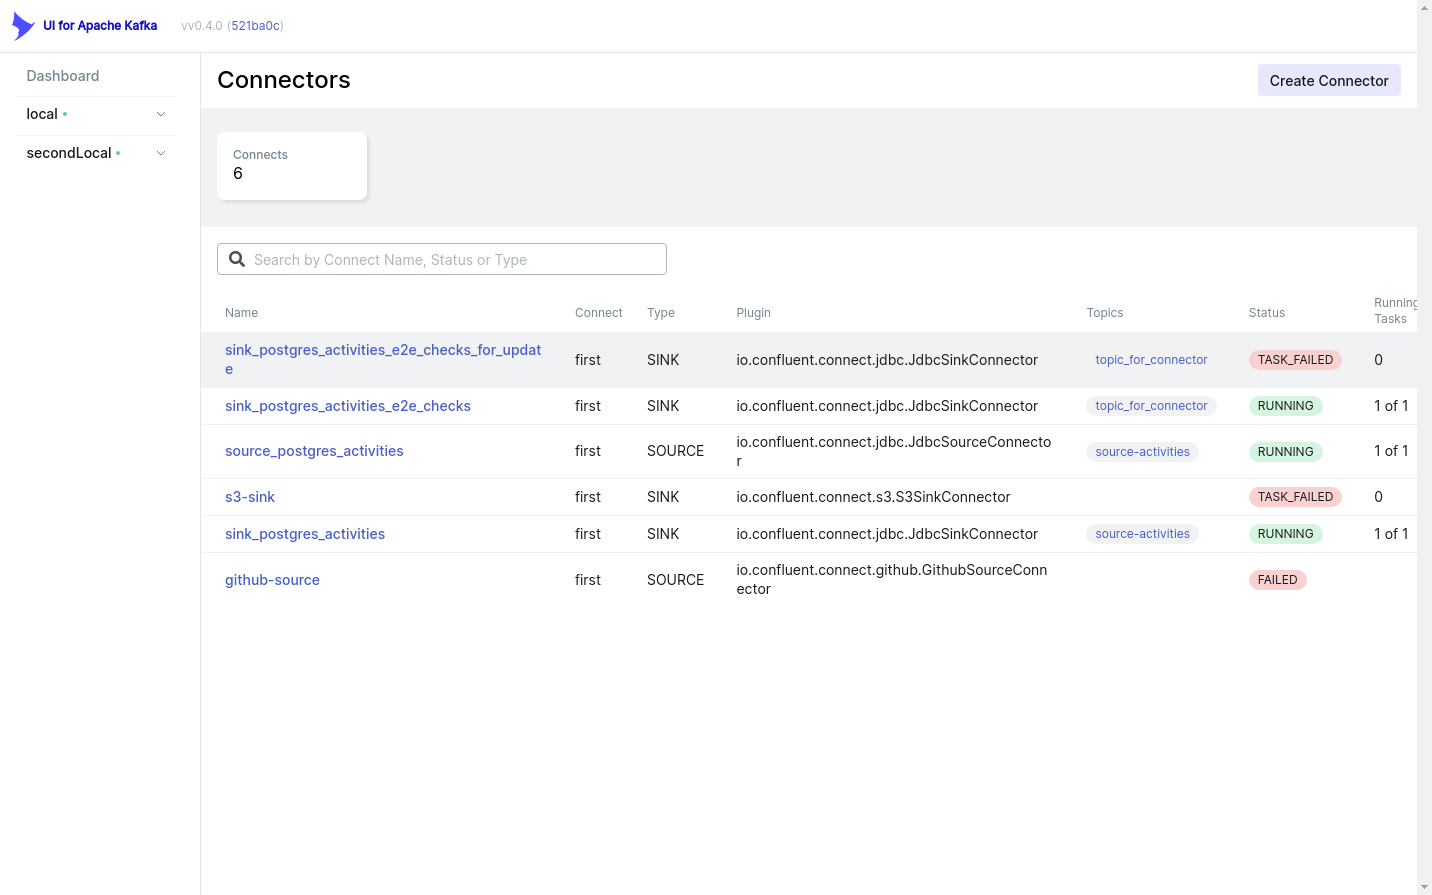 UI for Apache Kafka
vv0.4.0 (521ba0c)
Dashboard
local
secondLocal
Connectors
Create Connector
Connects
6
Search by Connect Name, Status or Type
Name Connect Type Plugin Topics Status Running Tasks
sink_postgres_activities_e2e_checks_for_updat
e
first SINK io.confluent.connect.jdbc.JdbcSinkConnector topic_for_connector TASK_FAILED 0
sink_postgres_activities_e2e_checks first SINK io.confluent.connect.jdbc.JdbcSinkConnector topic_for_connector RUNNING 1 of 1
source_postgres_activities first SOURCE io.confluent.connect.jdbc.JdbcSourceConnecto
r
source-activities RUNNING 1 of 1
s3-sink first SINK io.confluent.connect.s3.S3SinkConnector TASK_FAILED 0
sink_postgres_activities first SINK io.confluent.connect.jdbc.JdbcSinkConnector source-activities RUNNING 1 of 1
github-source first SOURCE io.confluent.connect.github.GithubSourceConn
ector
FAILED